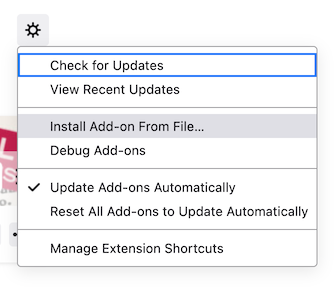 Check for Updates
View Recent Updates
Install Add-on From File...
Debug Add-ons
Update Add-ons Automatically
Reset All Add-ons to Update Automatically
Manage Extension Shortcuts